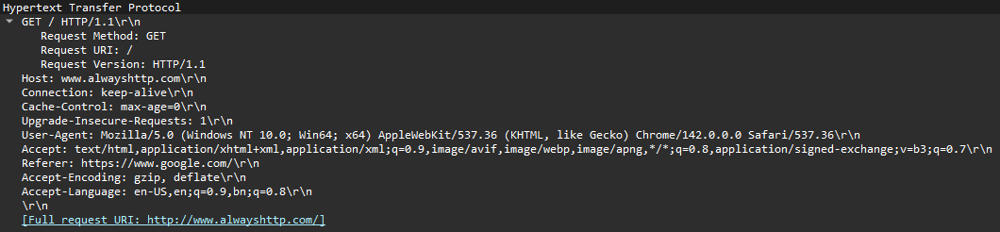 Hypertext Transfer Protocol
GET / HTTP/1.1\r\n
Request Method: GET
Request URI: /
Request Version: HTTP/1.1
Host: www.alwayshttp.com\r\n
Connection: keep-alive\r\n
Cache-Control: max-age=0\r\n
Upgrade-Insecure-Requests: 1\r\n
User-Agent: Mozilla/5.0 (Windows NT 10.0; Win64; x64) AppleWebKit/537.36 (KHTML, like Gecko) Chrome/142.0.0.0 Safari/537.36\r\n
Accept: text/html,application/xhtml+xml,application/xml;q=0.9,image/avif,image/webp,image/apng,*/*;q=0.8,application/signed-exchange;v=b3;q=0.7\r\n
Referer: https://www.google.com/\r\n
Accept-Encoding: gzip, deflate\r\n
Accept-Language: en-US,en;q=0.9,bn;q=0.8\r\n
\r\n
[Full request URI: http://www.alwayshttp.com/]